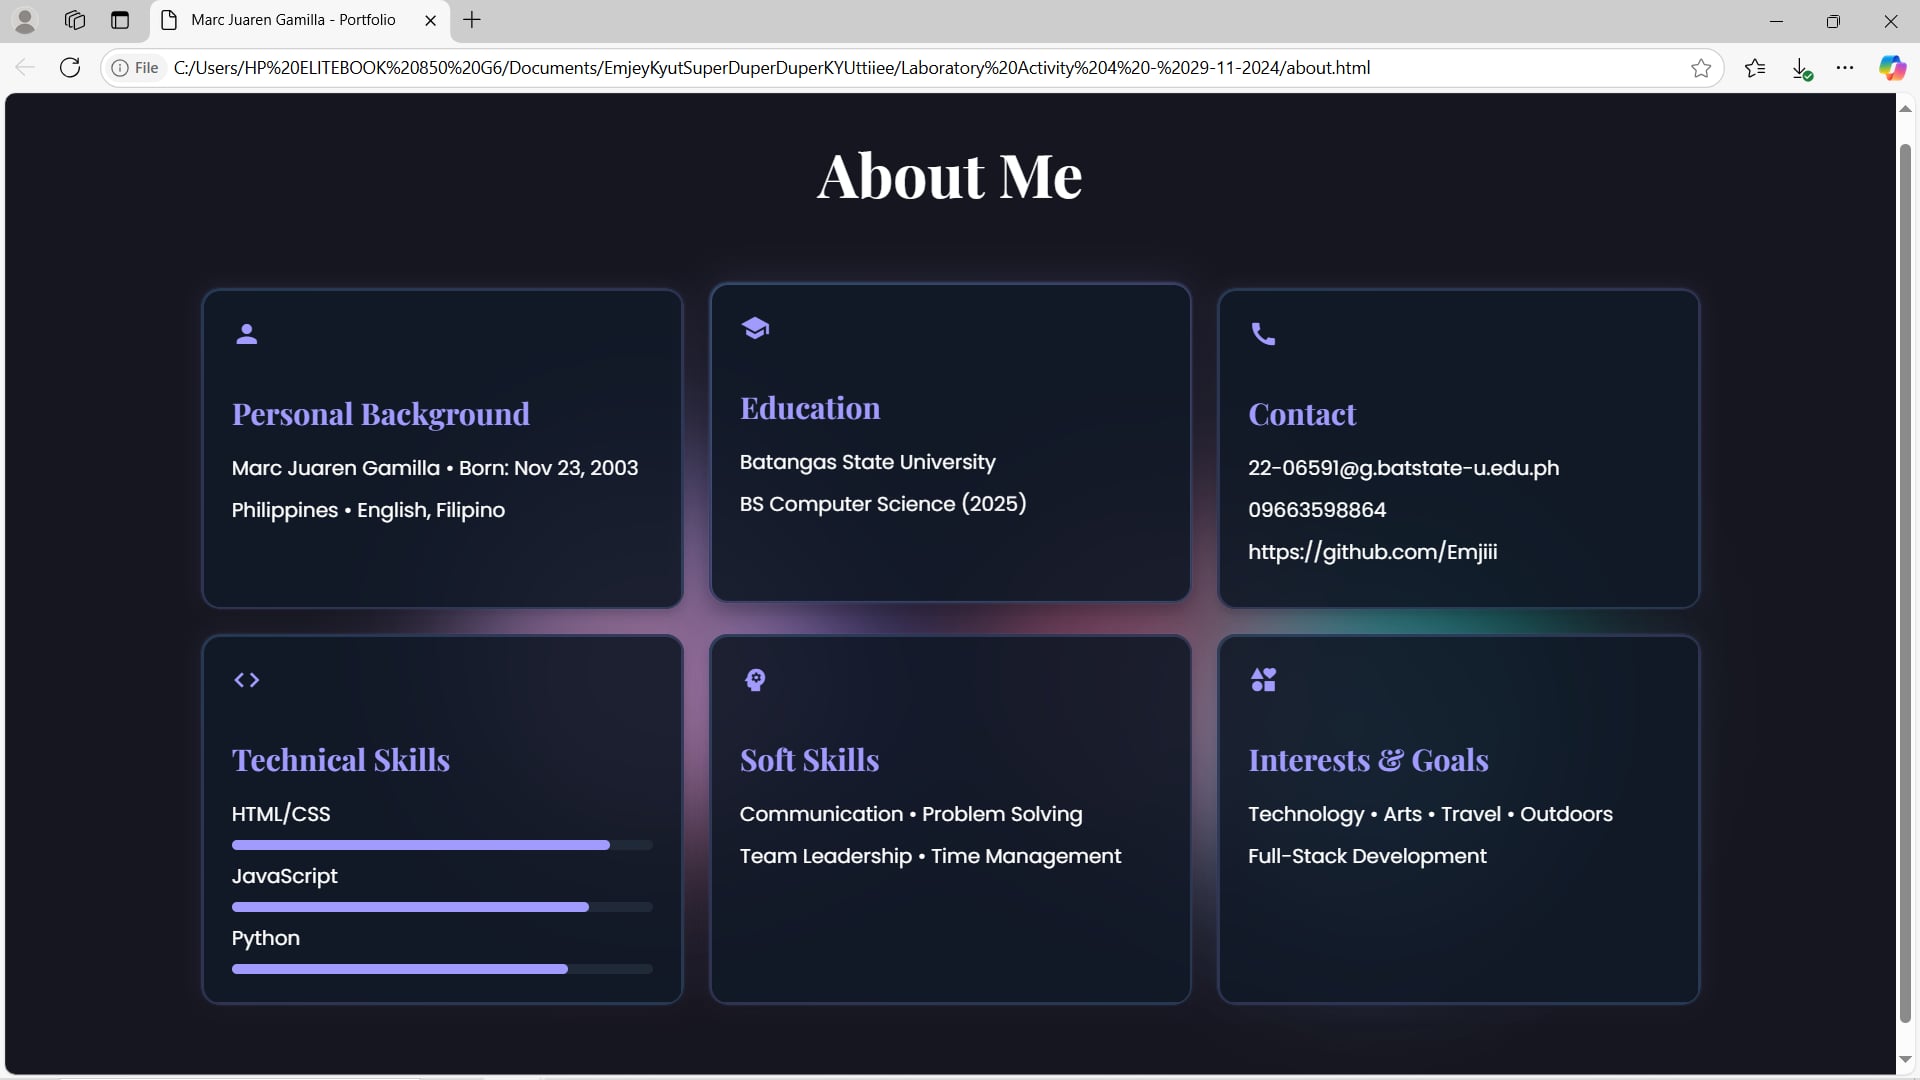 Marc Juaren Gamilla - Portfolio
File
C:/Users/HP%20ELITEBOOK%20850%20G6/Documents/EmjeyKyutSuperDuperDuperKYUttiiee/Laboratory%20Activity%204%20-%2029-11-2024/about.html
About Me
Personal Background
Marc Juaren Gamilla • Born: Nov 23, 2003
Philippines • English, Filipino
Education
Batangas State University
BS Computer Science (2025)
Contact
22-06591@g.batstate-u.edu.ph
09663598864
https://github.com/Emjiii
Technical Skills
HTML/CSS
JavaScript
Python
Soft Skills
Communication • Problem Solving
Team Leadership • Time Management
Interests & Goals
Technology • Arts • Travel • Outdoors
Full-Stack Development